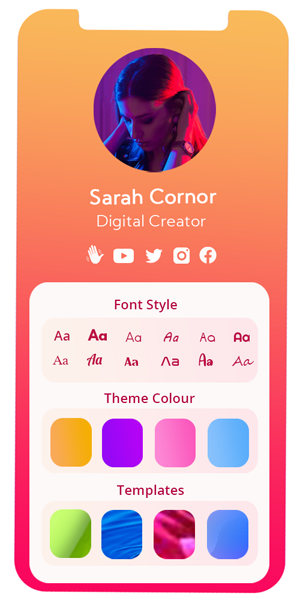 Sarah Cornor
Digital Creator
Font Style
Aa Aa Aa Aa Aa Aa
Aa Aa Aa Aa Aa Aa
Theme Colour
Templates